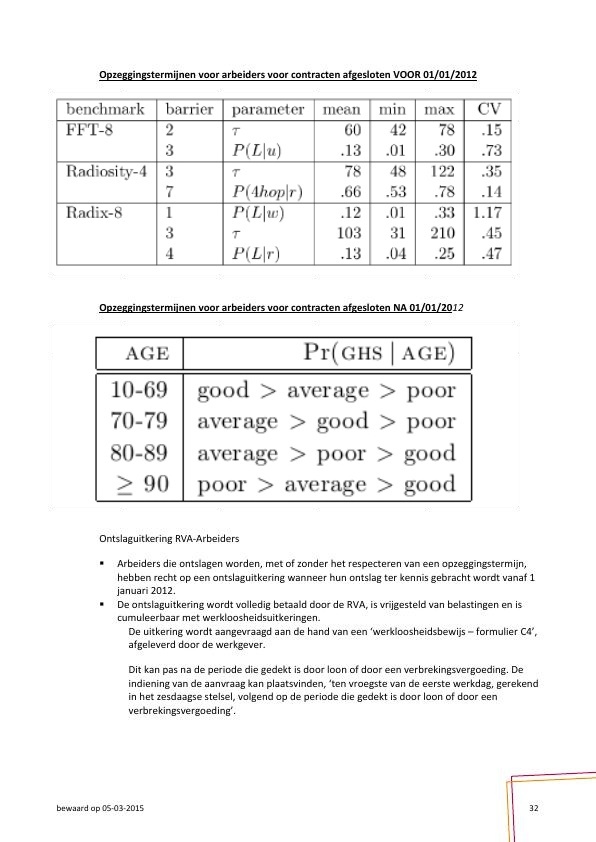 Opzeggingstermijnen voor arbeiders voor contracten afgesloten VOOR 01/01/2012
benchmark barrier parameter mean min max CV
FFT-8 2 τ 60 42 78 .15
3 P(L|u) .13 .01 .30 .73
Radiosity-4 3 τ 78 48 122 .35
7 P(4hop|r) .66 .53 .78 .14
Radix-8 1 P(L|w) .12 .01 .33 1.17
3 τ 103 31 210 .45
4 P(L|r) .13 .04 .25 .47
Opzeggingstermijnen voor arbeiders voor contracten afgesloten NA 01/01/2012
AGE Pr(GHS | AGE)
10-69 good > average > poor
70-79 average > good > poor
80-89 average > poor > good
≥ 90 poor > average > good
Ontslaguitkering RVA-Arbeiders
▪ Arbeiders die ontslagen worden, met of zonder het respecteren van een opzeggingstermijn,
hebben recht op een ontslaguitkering wanneer hun ontslag ter kennis gebracht wordt vanaf 1
januari 2012.
▪ De ontslaguitkering wordt volledig betaald door de RVA, is vrijgesteld van belastingen en is
cumuleerbaar met werkloosheidsuitkeringen.
De uitkering wordt aangevraagd aan de hand van een ‘werkloosheidsbewijs – formulier C4’,
afgeleverd door de werkgever.
Dit kan pas na de periode die gedekt is door loon of door een verbrekingsvergoeding. De
indiening van de aanvraag kan plaatsvinden, ‘ten vroegste van de eerste werkdag, gerekend
in het zesdaagse stelsel, volgend op de periode die gedekt is door loon of door een
verbrekingsvergoeding’.
bewaard op 05-03-2015 32